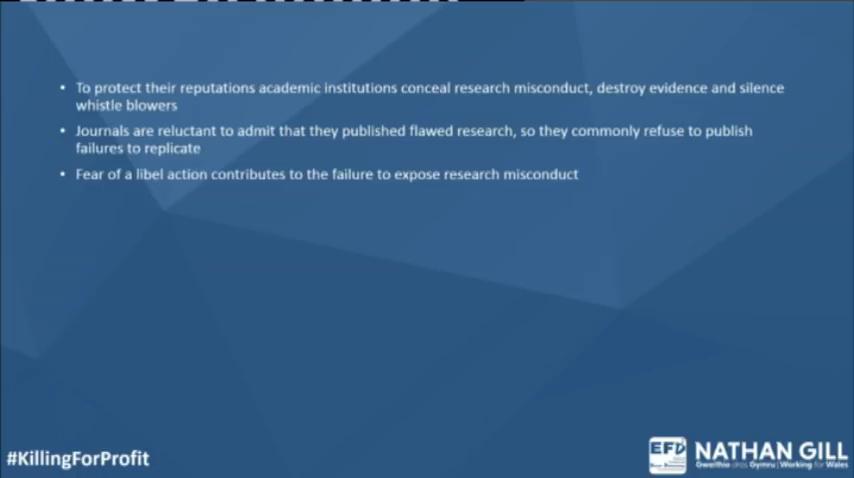 • To protect their reputations academic institutions conceal research misconduct, destroy evidence and silence
whistle blowers
• Journals are reluctant to admit that they published flawed research, so they commonly refuse to publish
failures to replicate
• Fear of a libel action contributes to the failure to expose research misconduct
#KillingForProfit
EFD
NATHAN GILL
Gweithio dros Gymru | Working for Wales